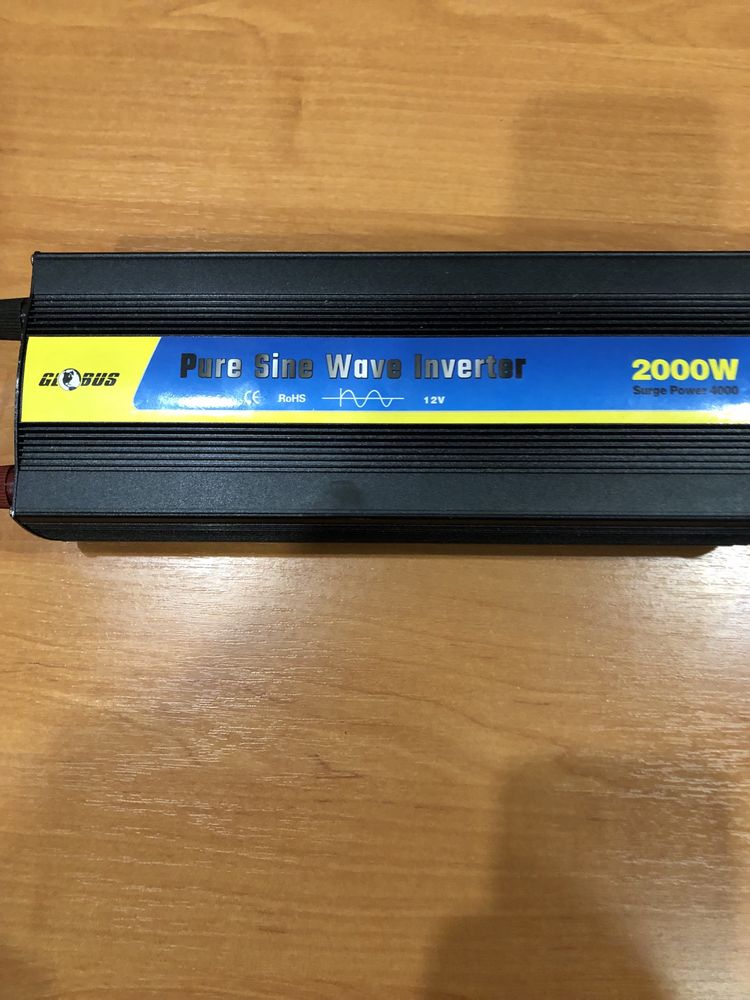 GLOBUS
Pure Sine Wave Inverter
CE RoHS 12V
2000W
Surge Power 4000